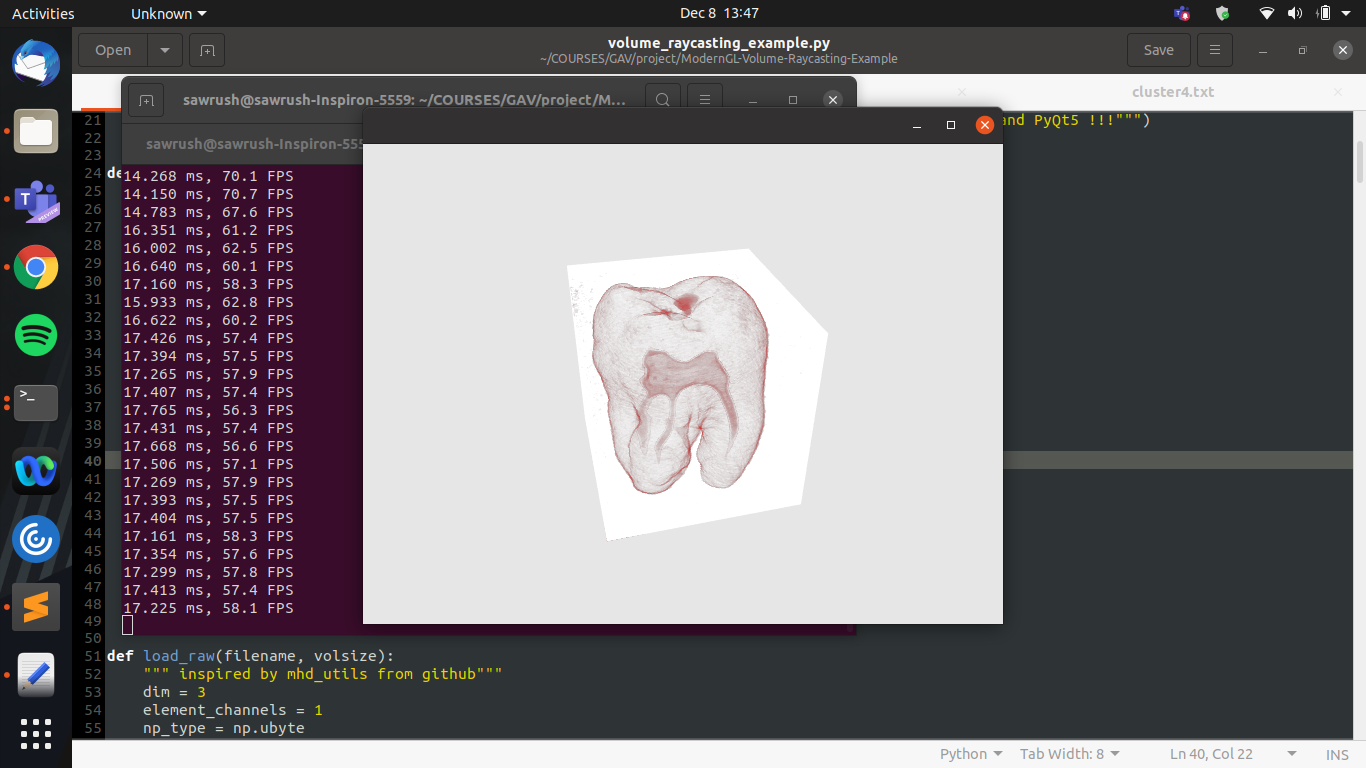 Activities
Unknown
Dec 8 13:47
Open
volume_raycasting_example.py
~/COURSES/GAV/project/ModernGL-Volume-Raycasting-Example
Save
sawrush@sawrush-Inspiron-5559: ~/COURSES/GAV/project/M...
cluster4.txt
sawrush@sawrush-Inspiron-555
21 and PyQt5 !!!""")
22
23
24 de
25
26
27
28
29
30
31
32
33
34
35
36
37
38
39
40
41
42
43
44
45
46
47
48
49
50
14.268 ms, 70.1 FPS
14.150 ms, 70.7 FPS
14.783 ms, 67.6 FPS
16.351 ms, 61.2 FPS
16.002 ms, 62.5 FPS
16.640 ms, 60.1 FPS
17.160 ms, 58.3 FPS
15.933 ms, 62.8 FPS
16.622 ms, 60.2 FPS
17.426 ms, 57.4 FPS
17.394 ms, 57.5 FPS
17.265 ms, 57.9 FPS
17.407 ms, 57.4 FPS
17.765 ms, 56.3 FPS
17.431 ms, 57.4 FPS
17.668 ms, 56.6 FPS
17.506 ms, 57.1 FPS
17.269 ms, 57.9 FPS
17.393 ms, 57.5 FPS
17.404 ms, 57.5 FPS
17.161 ms, 58.3 FPS
17.354 ms, 57.6 FPS
17.299 ms, 57.8 FPS
17.413 ms, 57.4 FPS
17.225 ms, 58.1 FPS
51 def load_raw(filename, volsize):
52 """ inspired by mhd_utils from github"""
53 dim = 3
54 element_channels = 1
55 np_type = np.ubyte
Python
Tab Width: 8
Ln 40, Col 22
INS
T
PREVIEW
>_